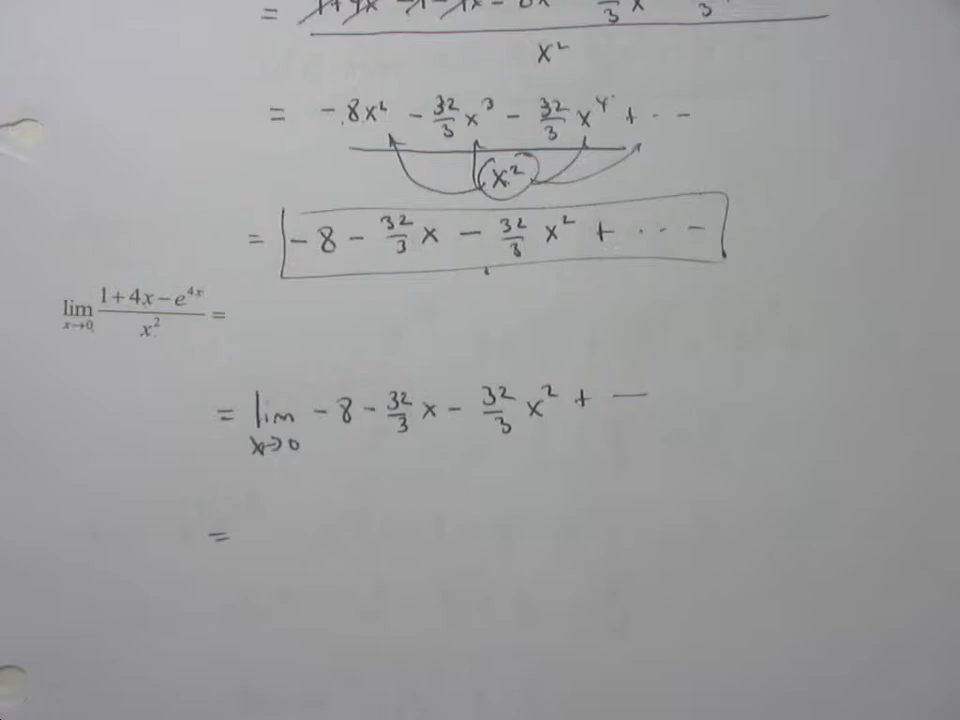 =
x²
= -8x² - 32/3 x³ - 32/3 x⁴ + ...
x²
= -8 - 32/3 x - 32/3 x² + ...
lim x→0 (1+4x-e^{4x})/x² =
= lim x→0 -8 - 32/3 x - 32/3 x² + —
=